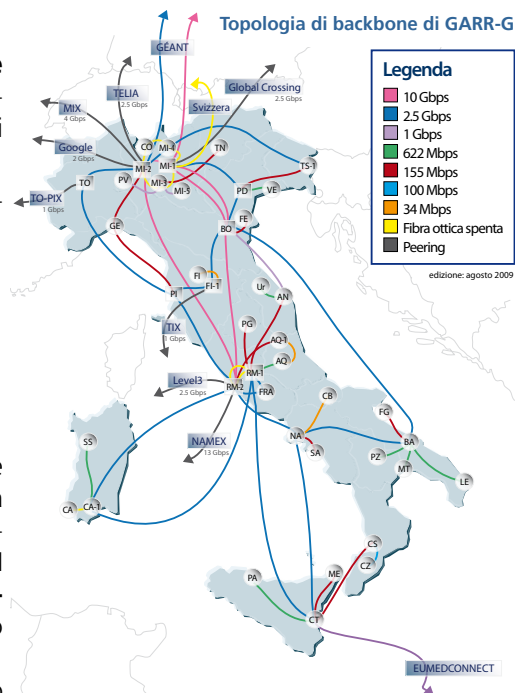 Topologia di backbone di GARR-G
GÉANT
TELIA
2.5 Gbps
Global Crossing
2.5 Gbps
Svizzera
MIX
4 Gbps
Google
2 Gbps
IO-PIX
1 Gbps
Legenda
10 Gbps
2.5 Gbps
1 Gbps
622 Mbps
155 Mbps
100 Mbps
34 Mbps
Fibra ottica spenta
Peering
edizione: agosto 2009
CO
MI-4
TN
MI-2
MI-1
TS-1
TO
PV
MI-3
MI-5
PD
VE
GE
FE
BO
FI
FI-1
PI
Ur
AN
TIX
1 Gbps
PG
AQ-1
AQ
RM-1
RM-2
FRA
Level3
2.5 Gbps
CB
FG
NAMEX
13 Gbps
NA
SA
BA
PZ
MT
LE
SS
CA
CA-1
CS
CZ
PA
ME
CT
EUMEDCONNECT